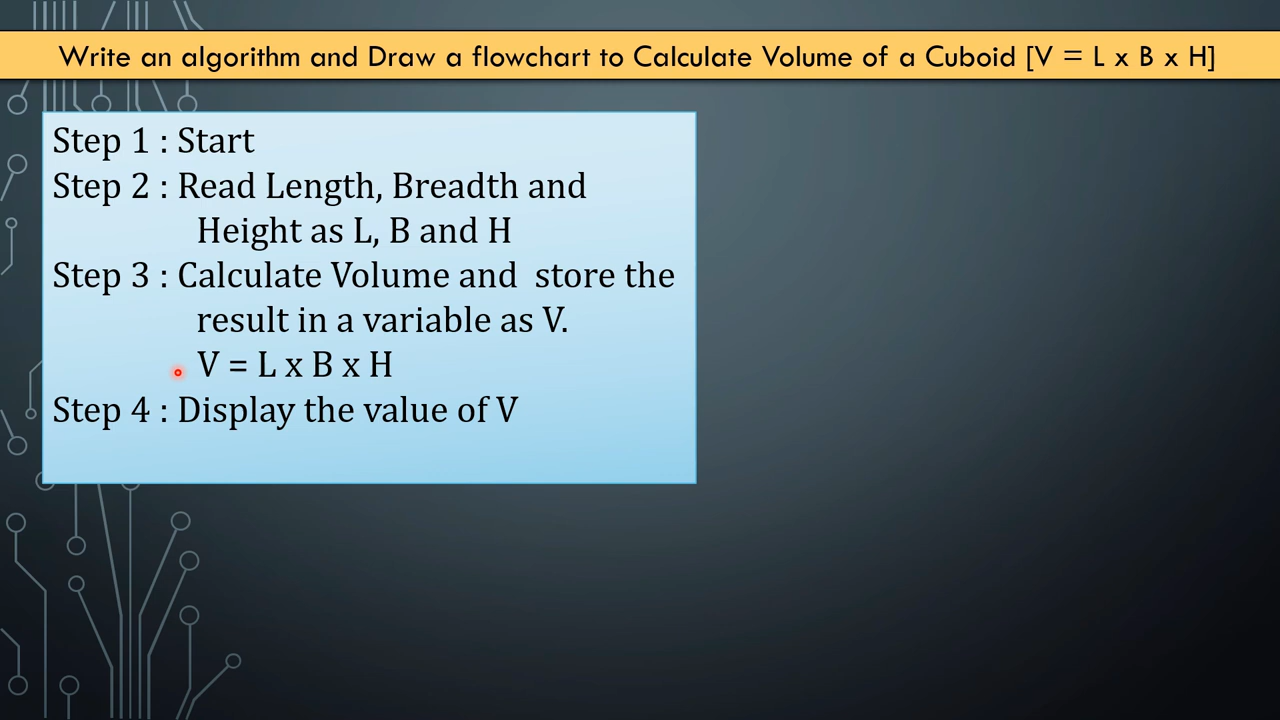 Write an algorithm and Draw a flowchart to Calculate Volume of a Cuboid [V = L x B x H]
Step 1 : Start
Step 2 : Read Length, Breadth and
Height as L, B and H
Step 3 : Calculate Volume and  store the
result in a variable as V.
V = L x B x H
Step 4 : Display the value of V